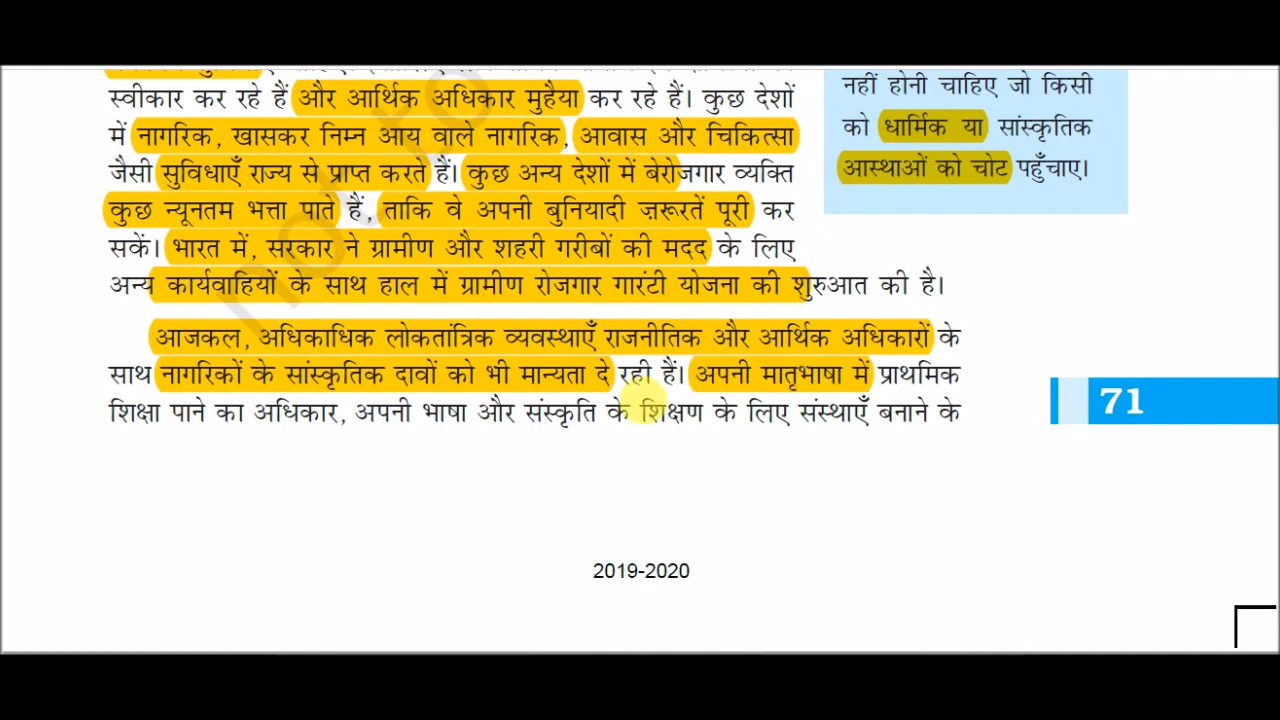 स्वीकार कर रहे हैं और आर्थिक अधिकार मुहैया कर रहे हैं। कुछ देशों
में नागरिक, खासकर निम्न आय वाले नागरिक, आवास और चिकित्सा
जैसी सुविधाएँ राज्य से प्राप्त करते हैं। कुछ अन्य देशों में बेरोजगार व्यक्ति
कुछ न्यूनतम भत्ता पाते हैं, ताकि वे अपनी बुनियादी ज़रूरतें पूरी कर
सकें। भारत में, सरकार ने ग्रामीण और शहरी गरीबों की मदद के लिए
अन्य कार्यवाहियों के साथ हाल में ग्रामीण रोजगार गारंटी योजना की शुरुआत की है।
आजकल, अधिकाधिक लोकतांत्रिक व्यवस्थाएँ राजनीतिक और आर्थिक अधिकारों के
साथ नागरिकों के सांस्कृतिक दावों को भी मान्यता दे रही हैं। अपनी मातृभाषा में प्राथमिक
शिक्षा पाने का अधिकार, अपनी भाषा और संस्कृति के शिक्षण के लिए संस्थाएँ बनाने के
नहीं होनी चाहिए जो किसी
को धार्मिक या सांस्कृतिक
आस्थाओं को चोट पहुँचाए।
71
2019-2020
not to